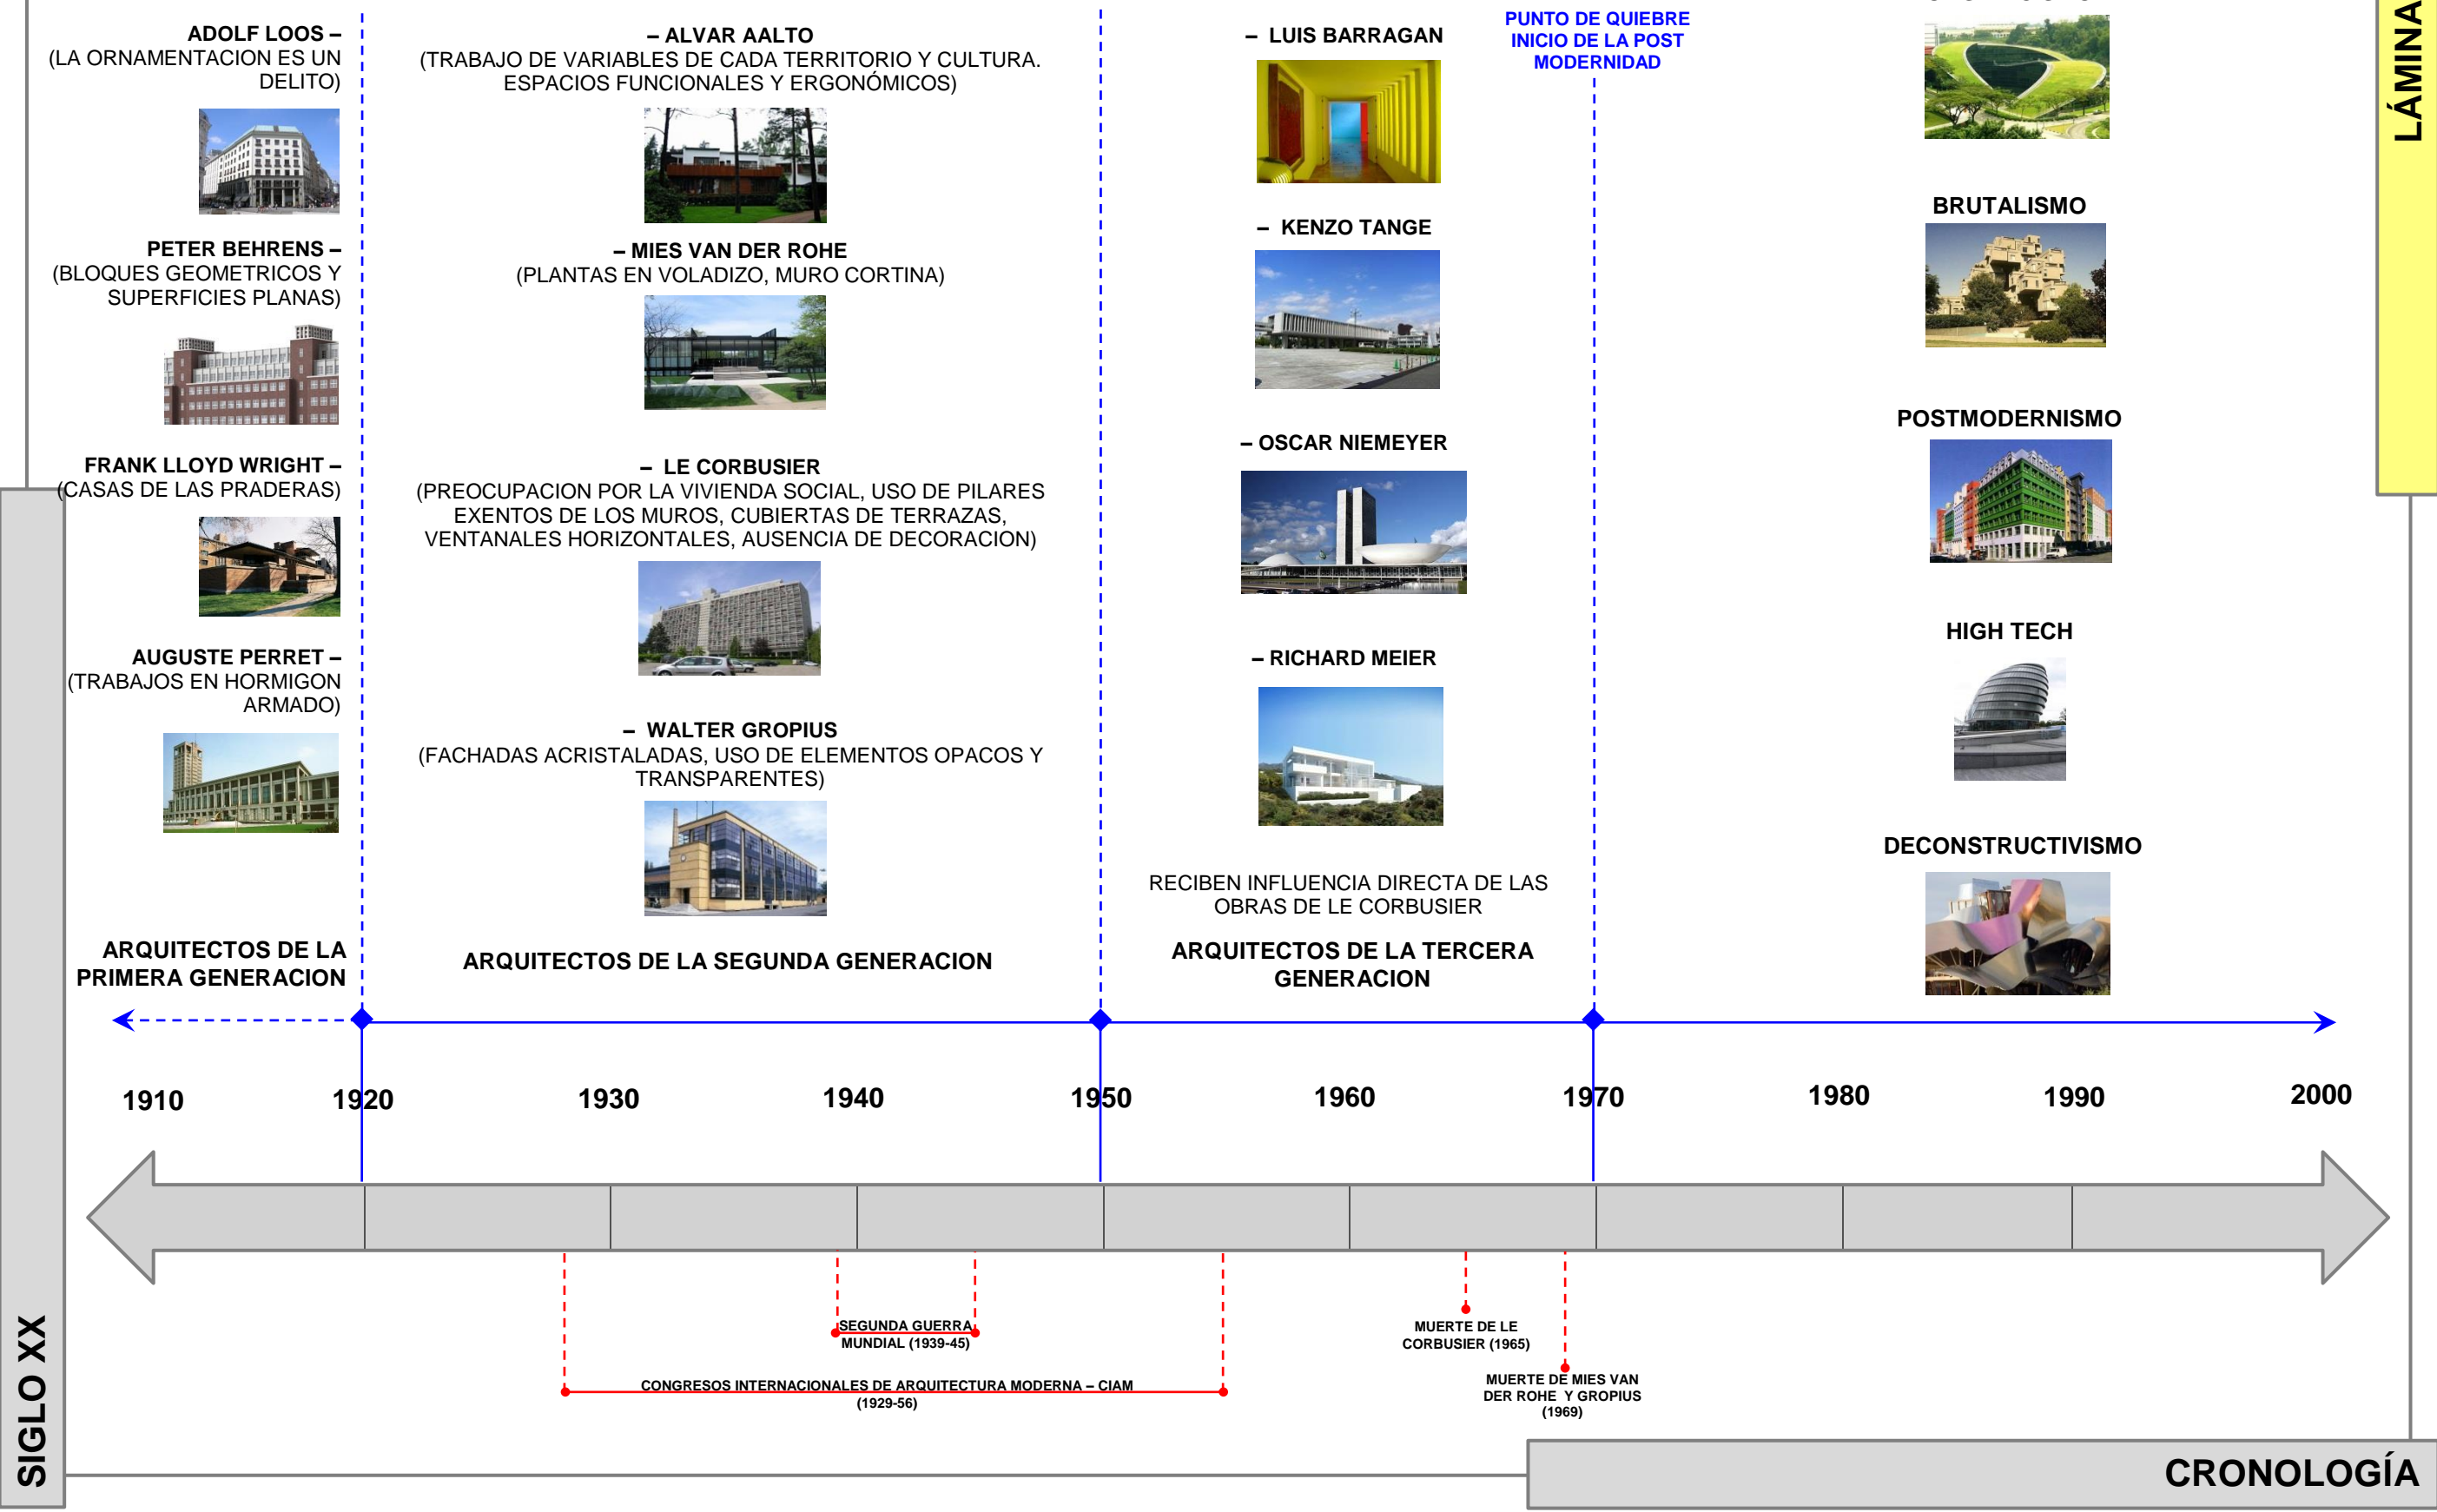 ADOLF LOOS –
(LA ORNAMENTACION ES UN
DELITO)
PETER BEHRENS –
(BLOQUES GEOMETRICOS Y
SUPERFICIES PLANAS)
FRANK LLOYD WRIGHT –
(CASAS DE LAS PRADERAS)
AUGUSTE PERRET –
(TRABAJOS EN HORMIGON
ARMADO)
ARQUITECTOS DE LA
PRIMERA GENERACION
– ALVAR AALTO
(TRABAJO DE VARIABLES DE CADA TERRITORIO Y CULTURA.
ESPACIOS FUNCIONALES Y ERGONÓMICOS)
– MIES VAN DER ROHE
(PLANTAS EN VOLADIZO, MURO CORTINA)
– LE CORBUSIER
(PREOCUPACION POR LA VIVIENDA SOCIAL, USO DE PILARES
EXENTOS DE LOS MUROS, CUBIERTAS DE TERRAZAS,
VENTANALES HORIZONTALES, AUSENCIA DE DECORACION)
– WALTER GROPIUS
(FACHADAS ACRISTALADAS, USO DE ELEMENTOS OPACOS Y
TRANSPARENTES)
ARQUITECTOS DE LA SEGUNDA GENERACION
– LUIS BARRAGAN
– KENZO TANGE
– OSCAR NIEMEYER
– RICHARD MEIER
RECIBEN INFLUENCIA DIRECTA DE LAS
OBRAS DE LE CORBUSIER
ARQUITECTOS DE LA TERCERA
GENERACION
PUNTO DE QUIEBRE
INICIO DE LA POST
MODERNIDAD
BRUTALISMO
POSTMODERNISMO
HIGH TECH
DECONSTRUCTIVISMO
LÁMINA
1910
1920
1930
1940
1950
1960
1970
1980
1990
2000
SEGUNDA GUERRA
MUNDIAL (1939-45)
CONGRESOS INTERNACIONALES DE ARQUITECTURA MODERNA – CIAM
(1929-56)
MUERTE DE LE
CORBUSIER (1965)
MUERTE DE MIES VAN
DER ROHE Y GROPIUS
(1969)
SIGLO XX
CRONOLOGÍA